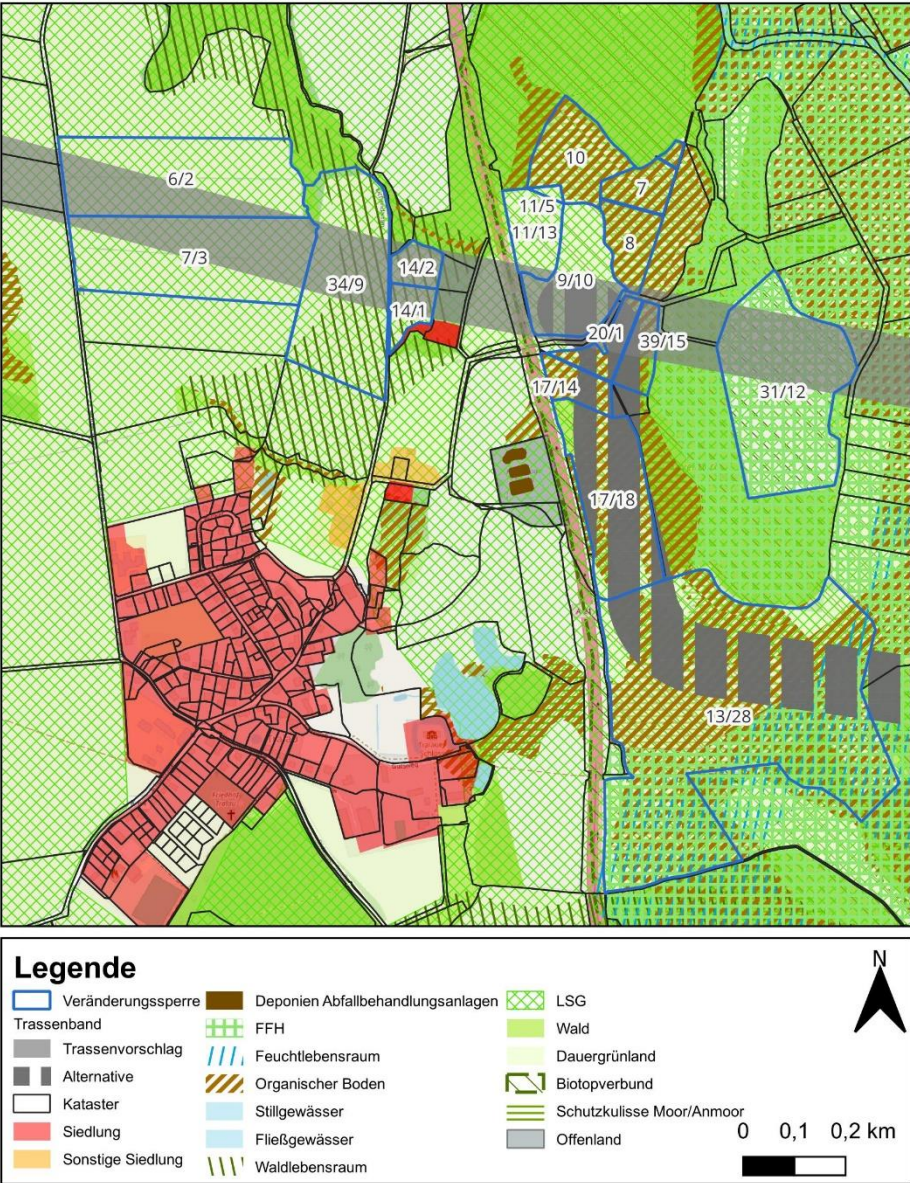 10
6/2
7
11/5
11/13
8
7/3
14/2
34/9
9/10
14/1
20/1
39/15
17/14
31/12
17/18
13/28
Legende
Veränderungssperre
Trassenband
Trassenvorschlag
Alternative
Kataster
Siedlung
Sonstige Siedlung
Deponien Abfallbehandlungsanlagen
FFH
Feuchtlebensraum
Organischer Boden
Stillgewässer
Fließgewässer
Waldlebensraum
LSG
Wald
Dauergrünland
Biotopverbund
Schutzkulisse Moor/Anmoor
Offenland
N
0 0,1 0,2 km